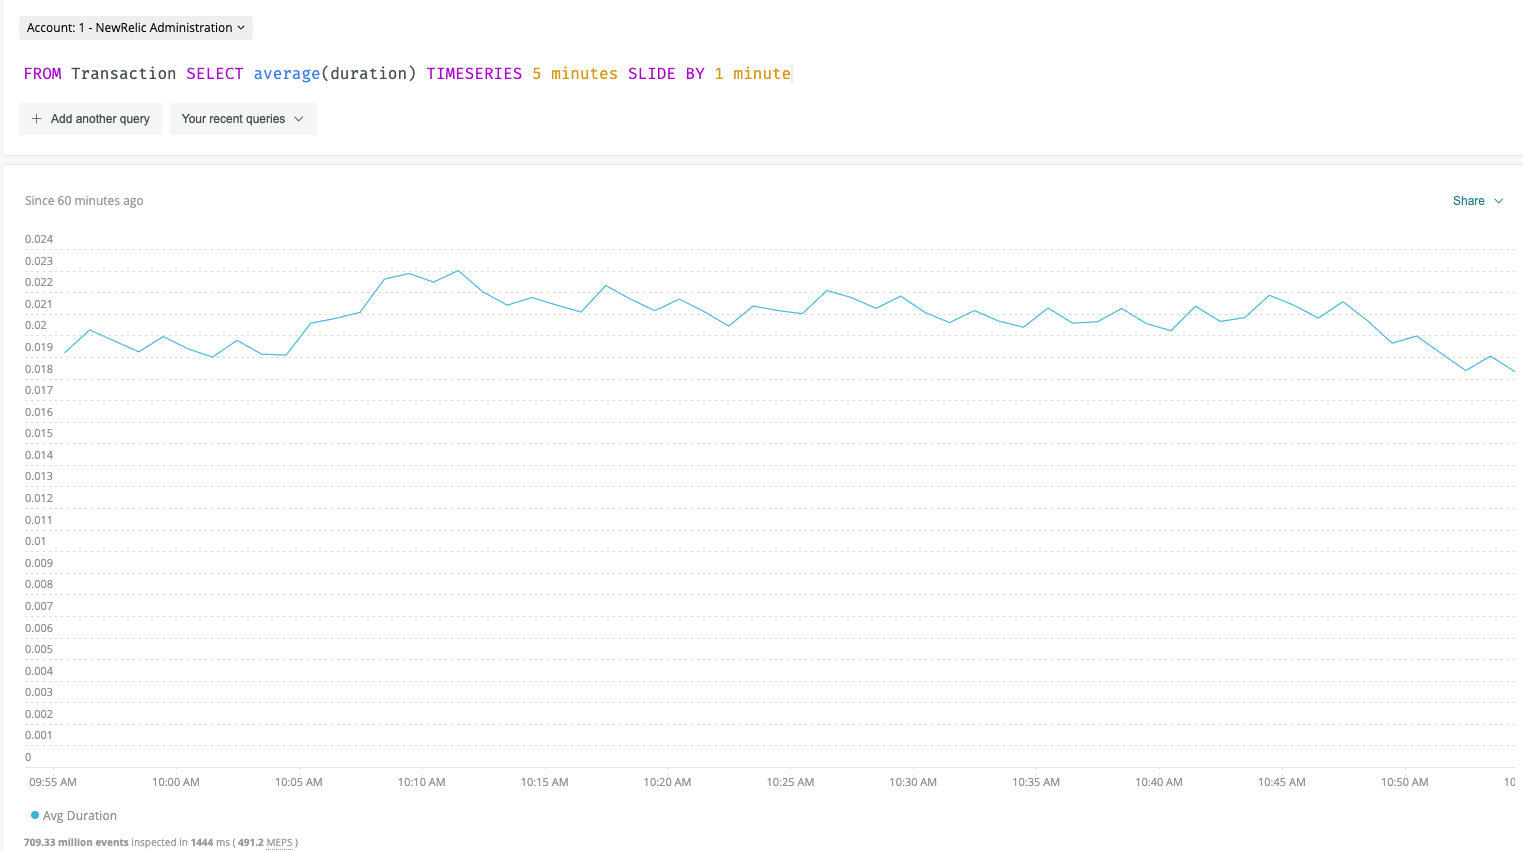 Account: 1 - NewRelic Administration
FROM Transaction SELECT average(duration) TIMESERIES 5 minutes SLIDE BY 1 minute
+ Add another query
Your recent queries
Since 60 minutes ago
Share
0.024
0.023
0.022
0.021
0.02
0.019
0.018
0.017
0.016
0.015
0.014
0.013
0.012
0.011
0.01
0.009
0.008
0.007
0.006
0.005
0.004
0.003
0.002
0.001
0
09:55 AM 10:00 AM 10:05 AM 10:10 AM 10:15 AM 10:20 AM 10:25 AM 10:30 AM 10:35 AM 10:40 AM 10:45 AM 10:50 AM 10
Avg Duration
709.33 million events inspected in 1444 ms ( 491.2 MEPS )